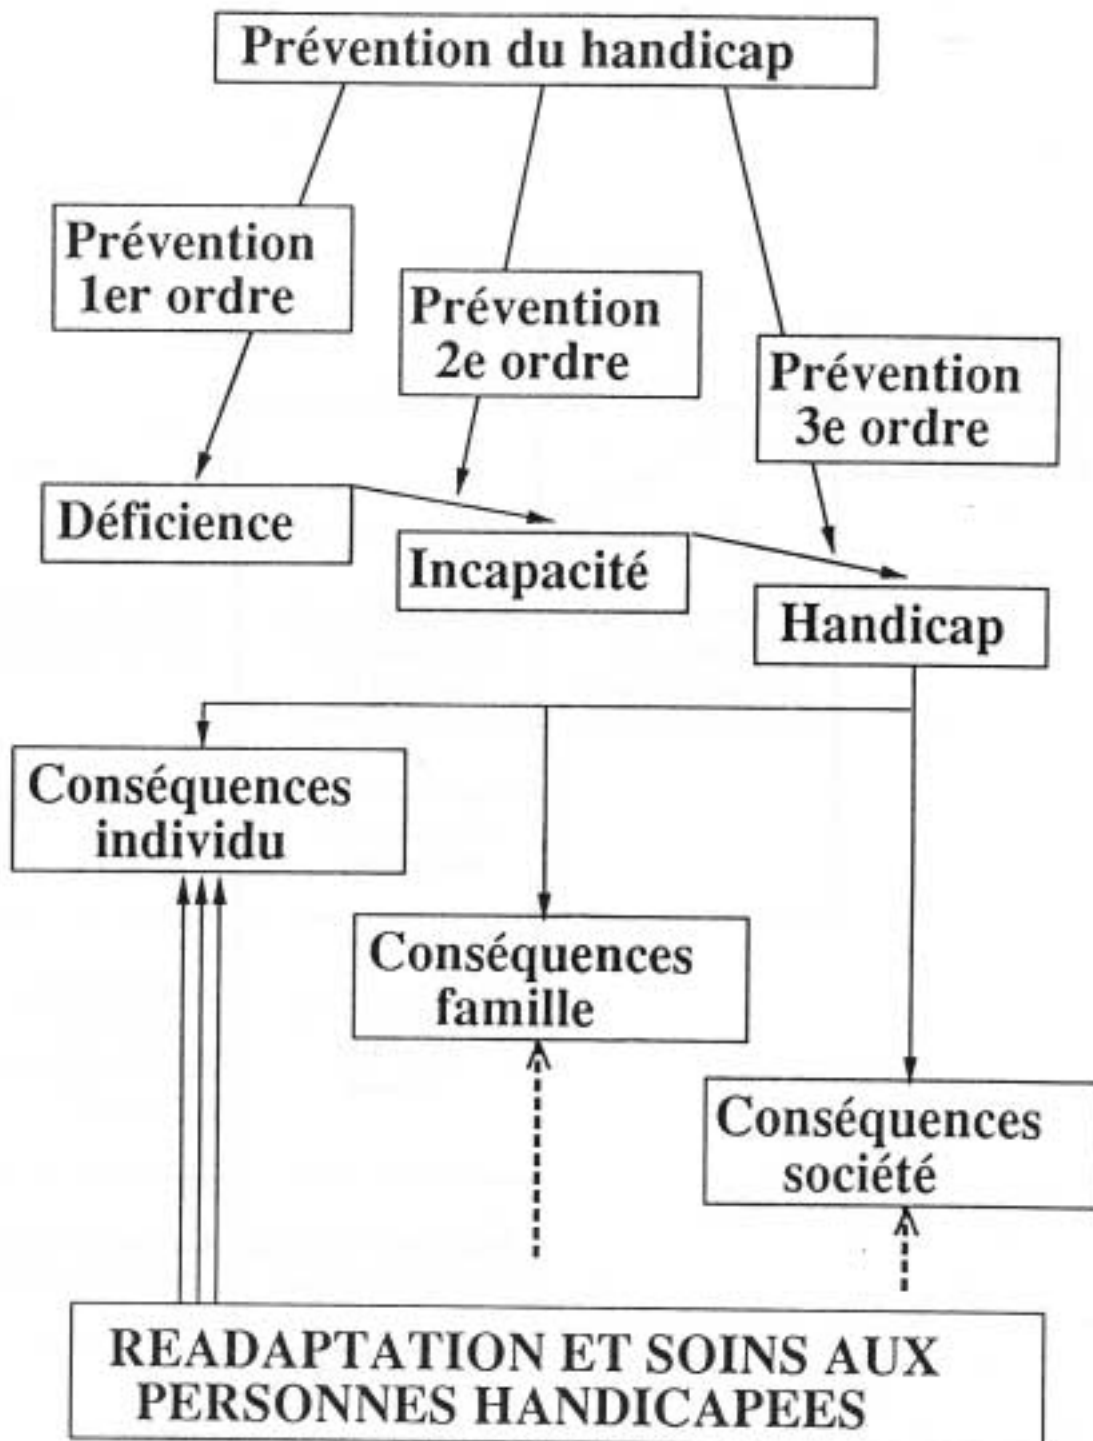 Prévention du handicap
Prévention
1er ordre
Prévention
2e ordre
Prévention
3e ordre
Déficience
Incapacité
Handicap
Conséquences
individu
Conséquences
famille
Conséquences
société
READAPTATION ET SOINS AUX
PERSONNES HANDICAPEES